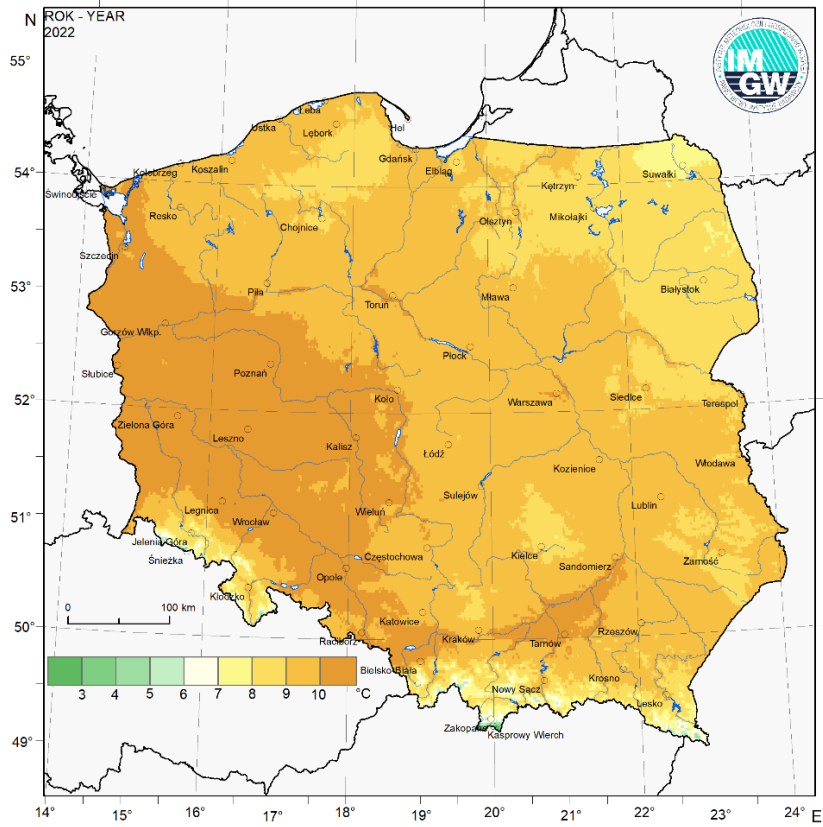 N
ROK - YEAR
2022
IM
GW
55°
Łeba
Ustka
Lębork
Hel
54°
Gdańsk
Elbląg
Koszalin
Kołobrzeg
Kętrzyn
Suwałki
Świnoujście
Resko
Chojnice
Olsztyn
Mikołajki
Szczecin
53°
Piła
Toruń
Mława
Białystok
Gorzów Wlkp.
Płock
Słubice
Poznań
52°
Koło
Warszawa
Siedlce
Terespol
Zielona Góra
Leszno
Kalisz
Łódź
Kozienice
Włodawa
Sulejów
Legnica
Wieluń
Lublin
51°
Wrocław
Jelenia Góra
Śnieżka
Częstochowa
Kielce
Sandomierz
Zamość
Opole
Kłodzko
0
100 km
50°
Katowice
Kraków
Tarnów
Rzeszów
Racibórz
Bielsko-Biała
Krosno
Nowy Sącz
Lesko
3 4 5 6 7 8 9 10 °C
Zakopane
Kasprowy Wierch
49°
14° 15° 16° 17° 18° 19° 20° 21° 22° 23° 24° E